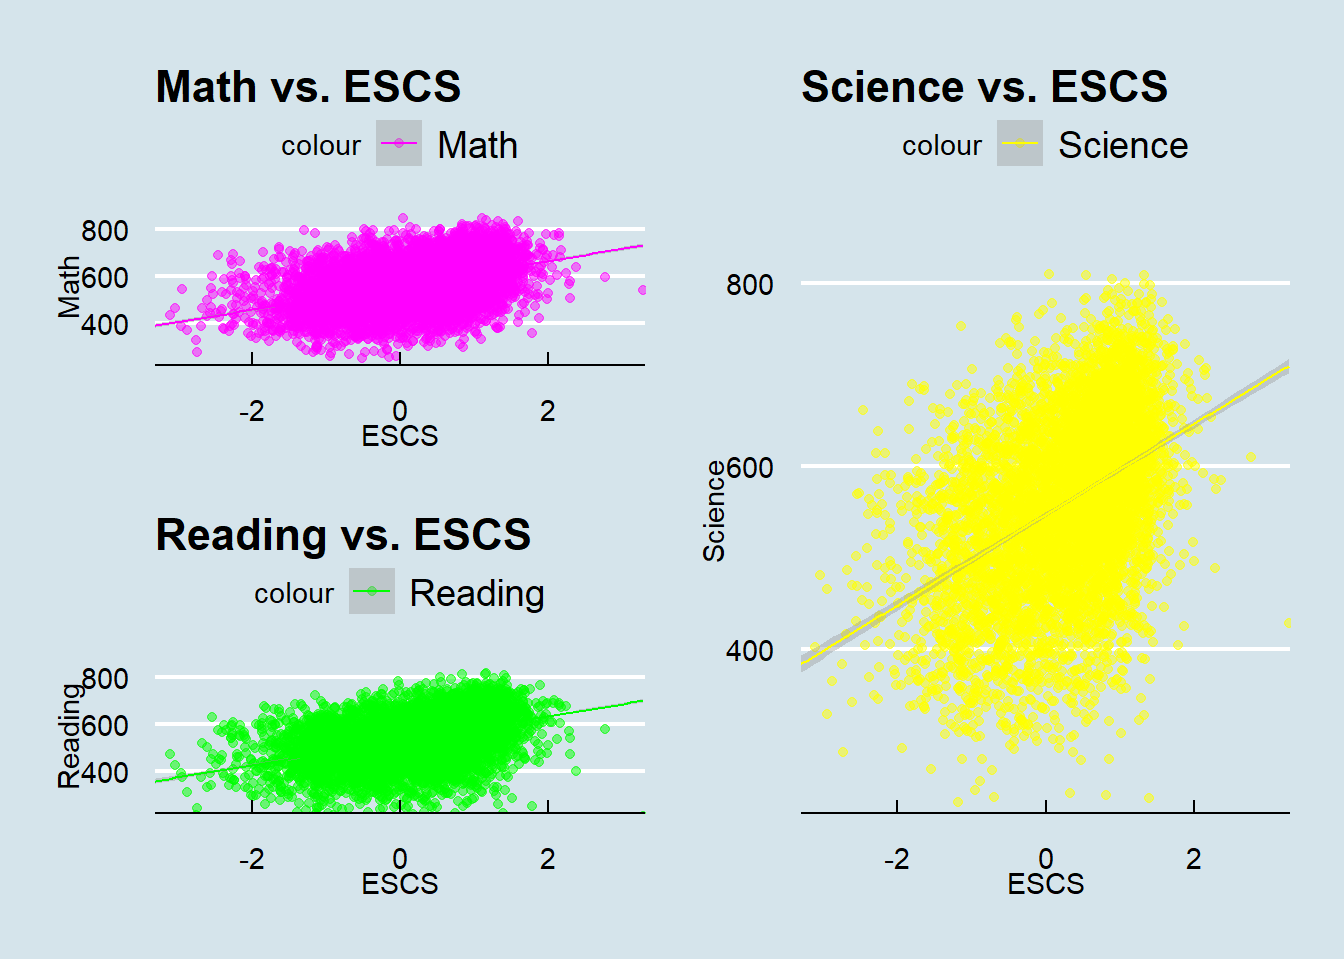 Math vs. ESCS
colour Math
800
600
400
Math
-2 0 2
ESCS
Reading vs. ESCS
colour Reading
800
600
400
Reading
-2 0 2
ESCS
Science vs. ESCS
colour Science
800
600
400
Science
-2 0 2
ESCS